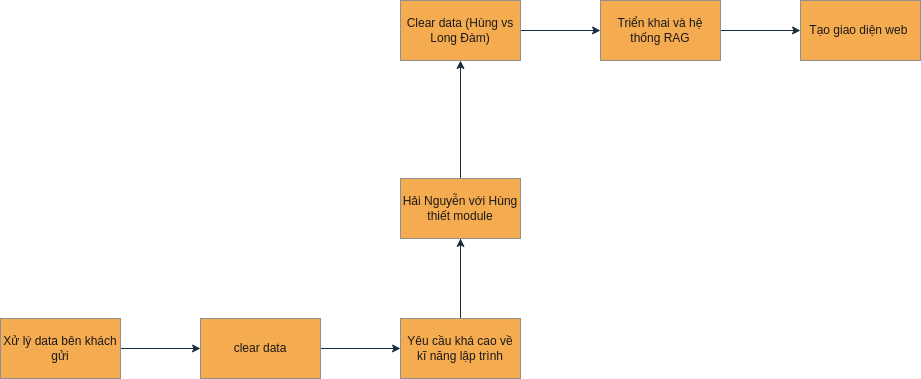 Clear data (Hùng vs
Long Đàm)
Triển khai và hệ
thống RAG
Tạo giao diện web
Hải Nguyễn với Hùng
thiết module
Xử lý data bên khách
gửi
clear data
Yêu cầu khá cao về
kĩ năng lập trình